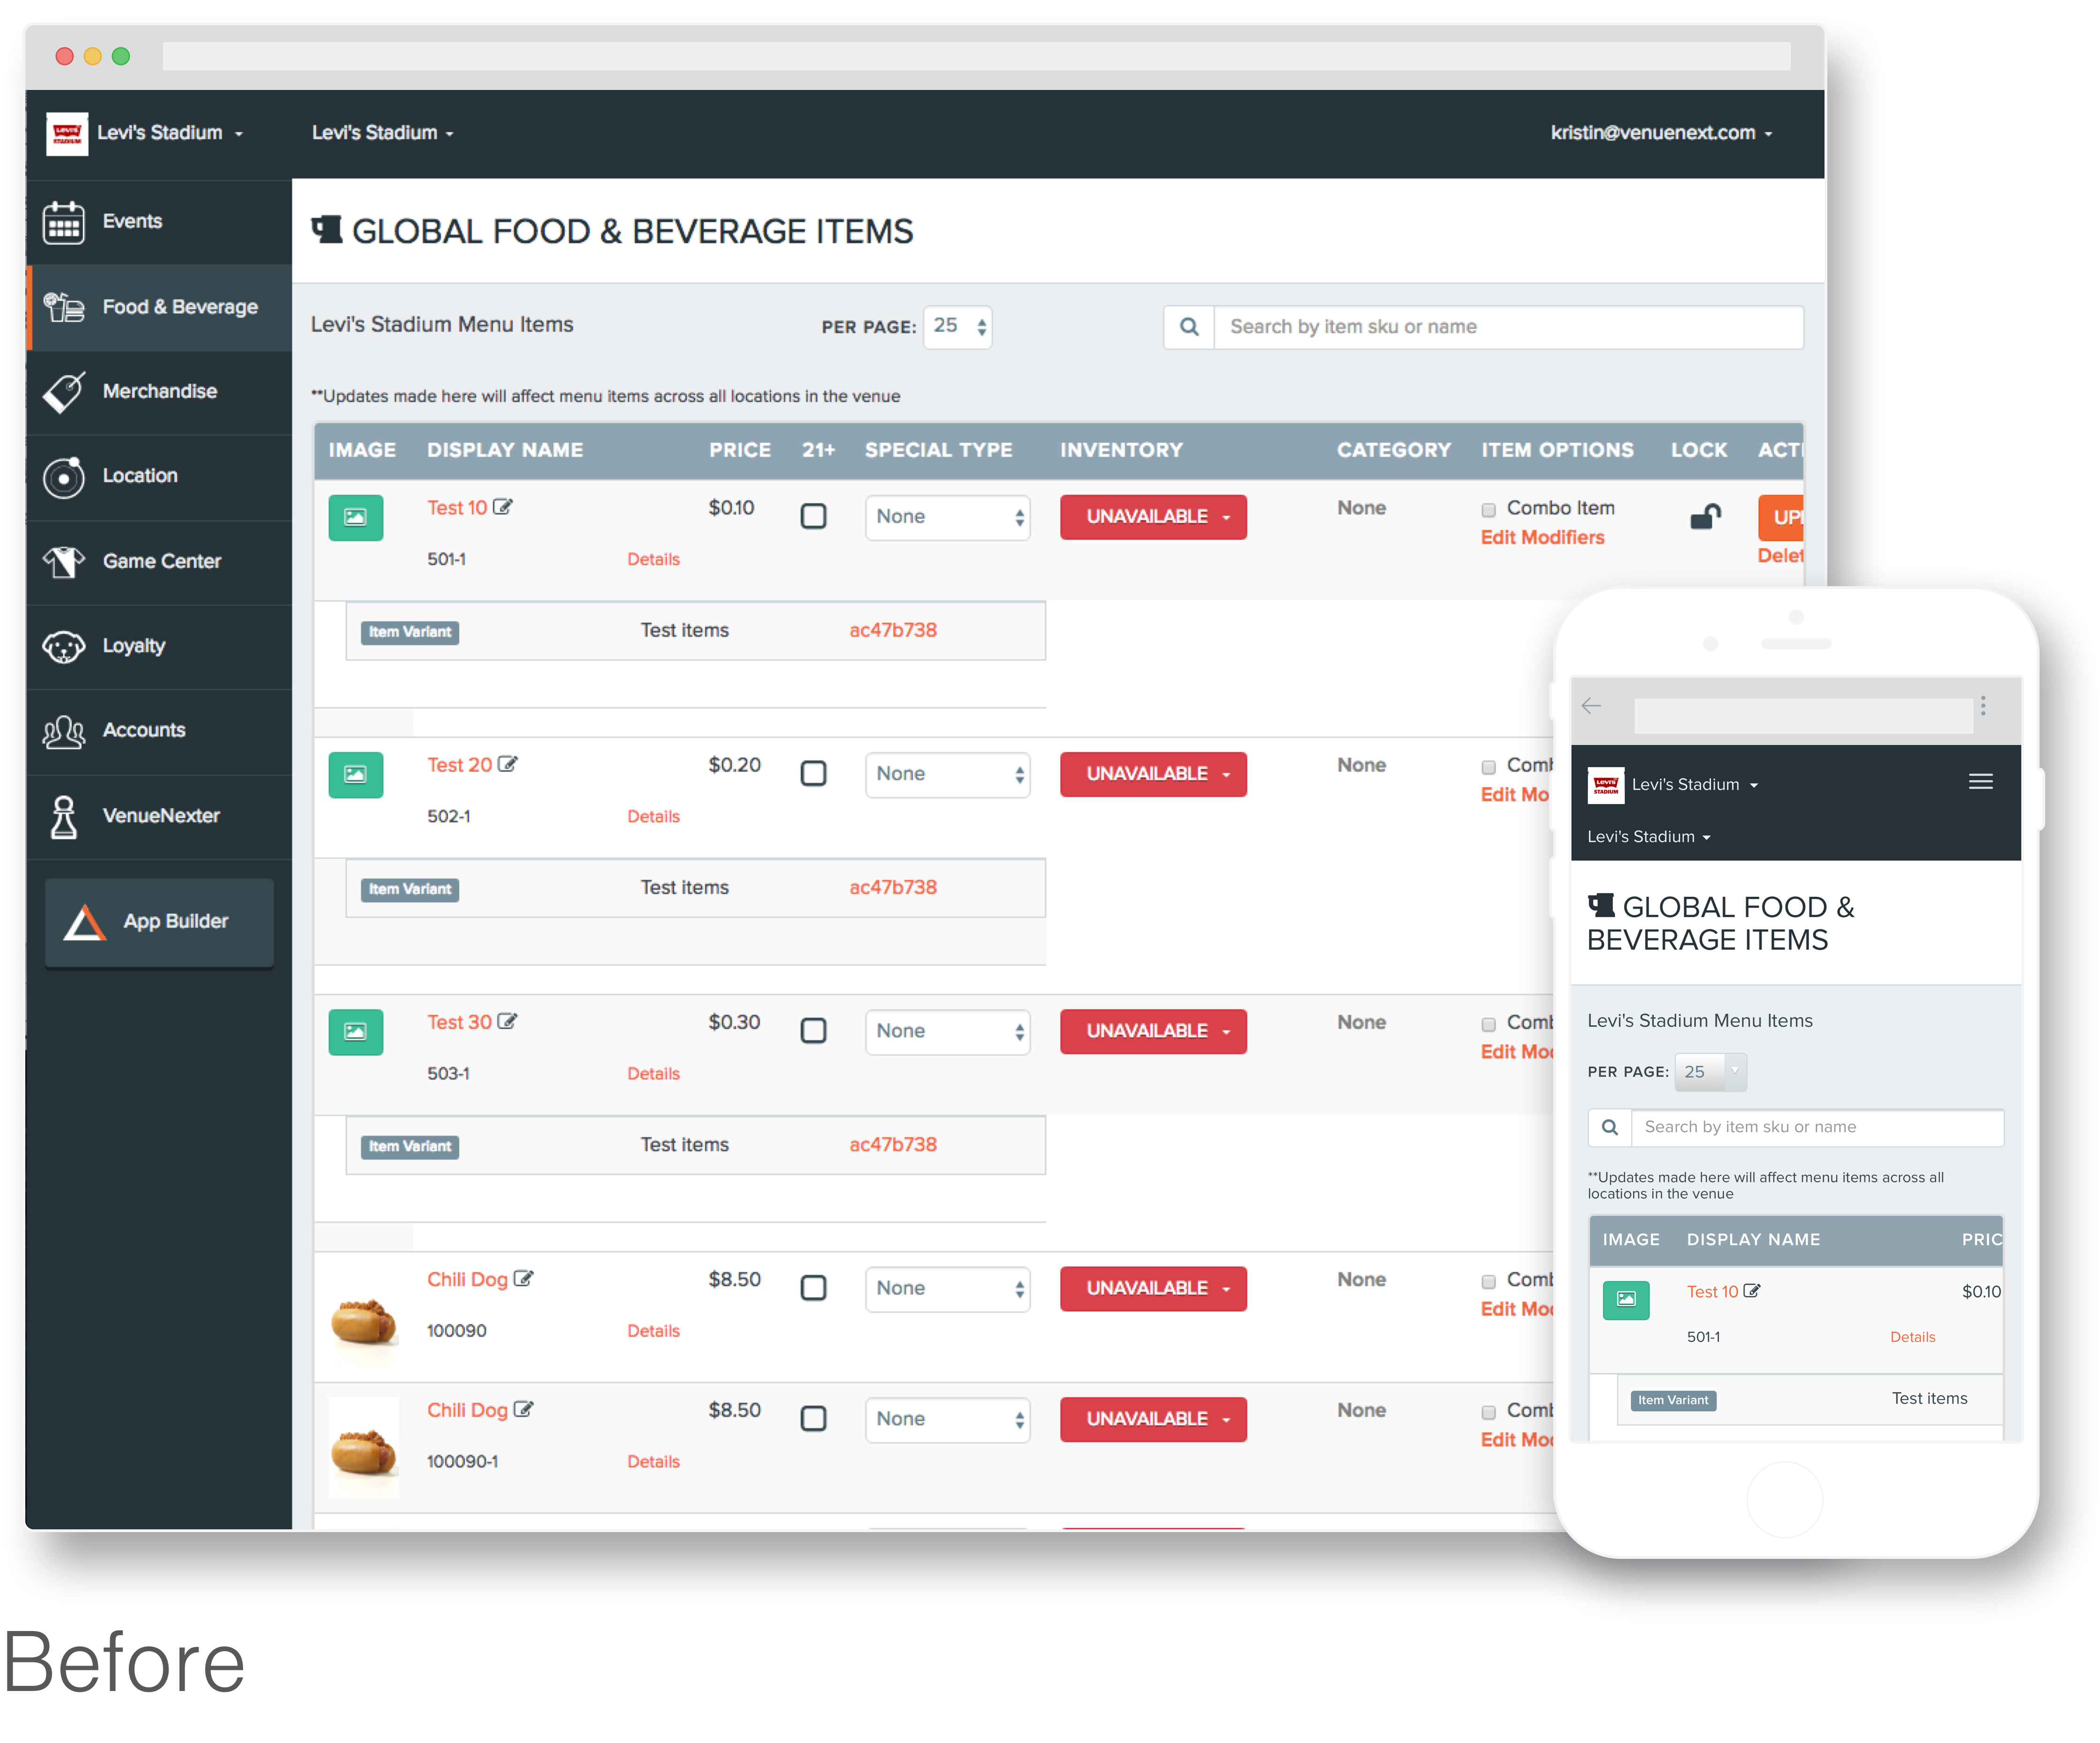 LEVI'S STADIUM Levi's Stadium Levi's Stadium kristin@venuenext.com
Events
Food & Beverage
Merchandise
Location
Game Center
Loyalty
Accounts
VenueNexter
App Builder
GLOBAL FOOD & BEVERAGE ITEMS
Levi's Stadium Menu Items PER PAGE: 25 Search by item sku or name
**Updates made here will affect menu items across all locations in the venue
IMAGE DISPLAY NAME PRICE 21+ SPECIAL TYPE INVENTORY CATEGORY ITEM OPTIONS LOCK ACTI
Test 10 $0.10 None UNAVAILABLE None Combo Item UPI
Edit Modifiers
501-1 Details Delet
Item Variant Test items ac47b738
Test 20 $0.20 None UNAVAILABLE None Coml
Edit Mo
502-1 Details
Item Variant Test items ac47b738
Test 30 $0.30 None UNAVAILABLE None Coml
Edit Mo
503-1 Details
Item Variant Test items ac47b738
Chili Dog $8.50 None UNAVAILABLE None Coml
Edit Mo
100090 Details
Chili Dog $8.50 None UNAVAILABLE None Coml
Edit Mo
100090-1 Details
LEVI'S STADIUM Levi's Stadium
Levi's Stadium
GLOBAL FOOD &
BEVERAGE ITEMS
Levi's Stadium Menu Items
PER PAGE: 25
Search by item sku or name
**Updates made here will affect menu items across all
locations in the venue
IMAGE DISPLAY NAME PRIC
Test 10 $0.10
501-1 Details
Item Variant Test items
Before